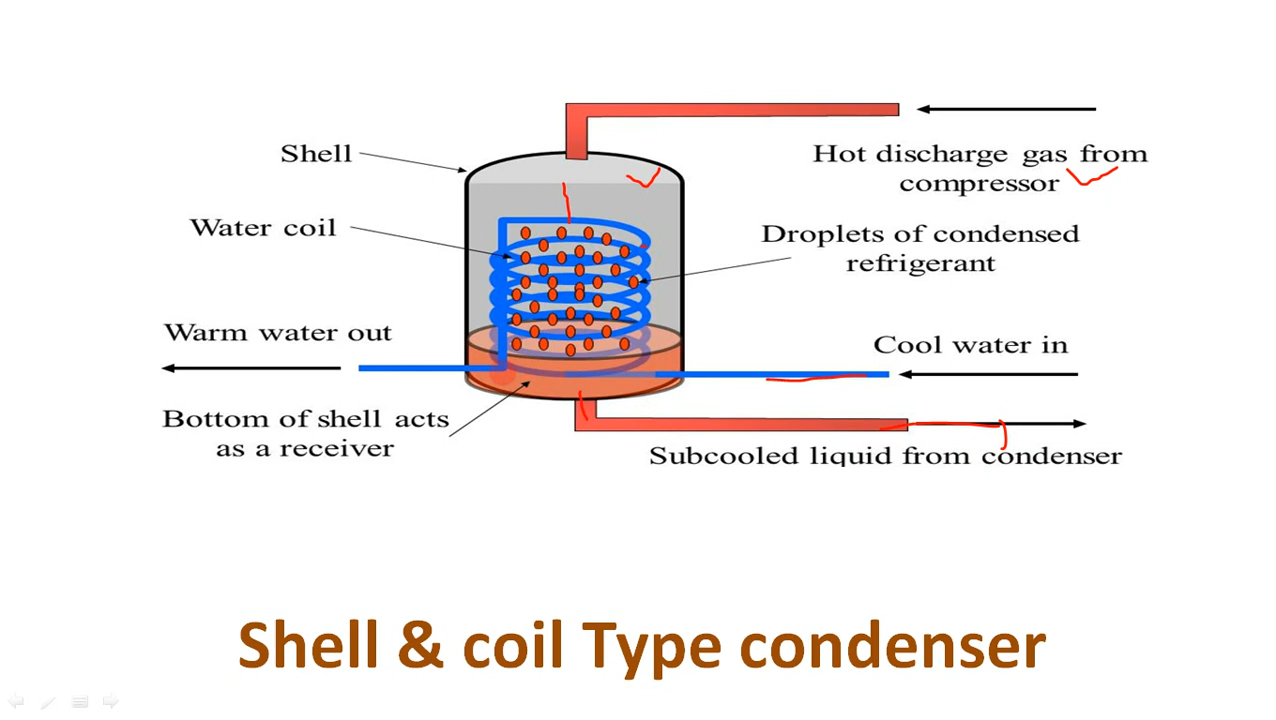 Hot discharge gas from
compressor
Shell
Water coil
Droplets of condensed
refrigerant
Warm water out
Cool water in
Bottom of shell acts
as a receiver
Subcooled liquid from condenser
Shell & coil Type condenser